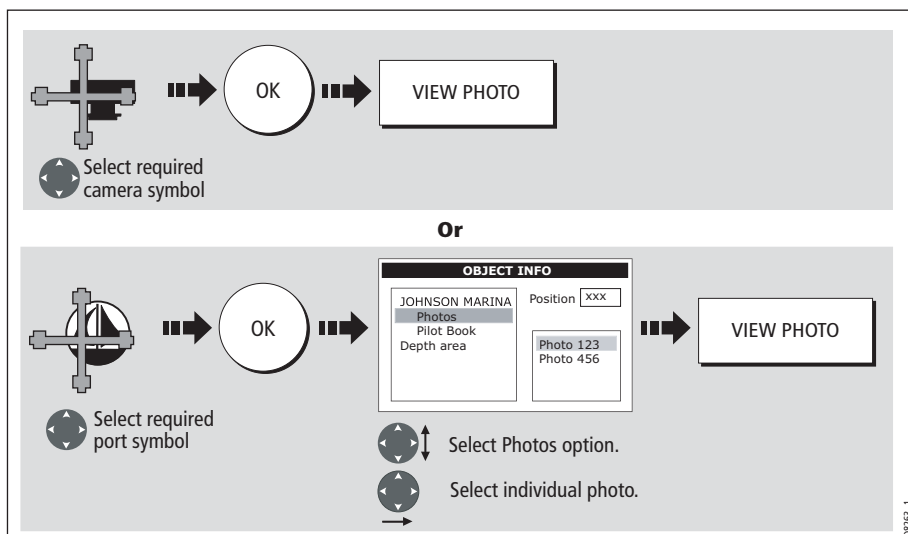 OK
VIEW PHOTO
Select required
camera symbol
Or
OBJECT INFO
JOHNSON MARINA
Photos
Pilot Book
Depth area
Position xxx
Photo 123
Photo 456
OK
VIEW PHOTO
Select required
port symbol
Select Photos option.
Select individual photo.